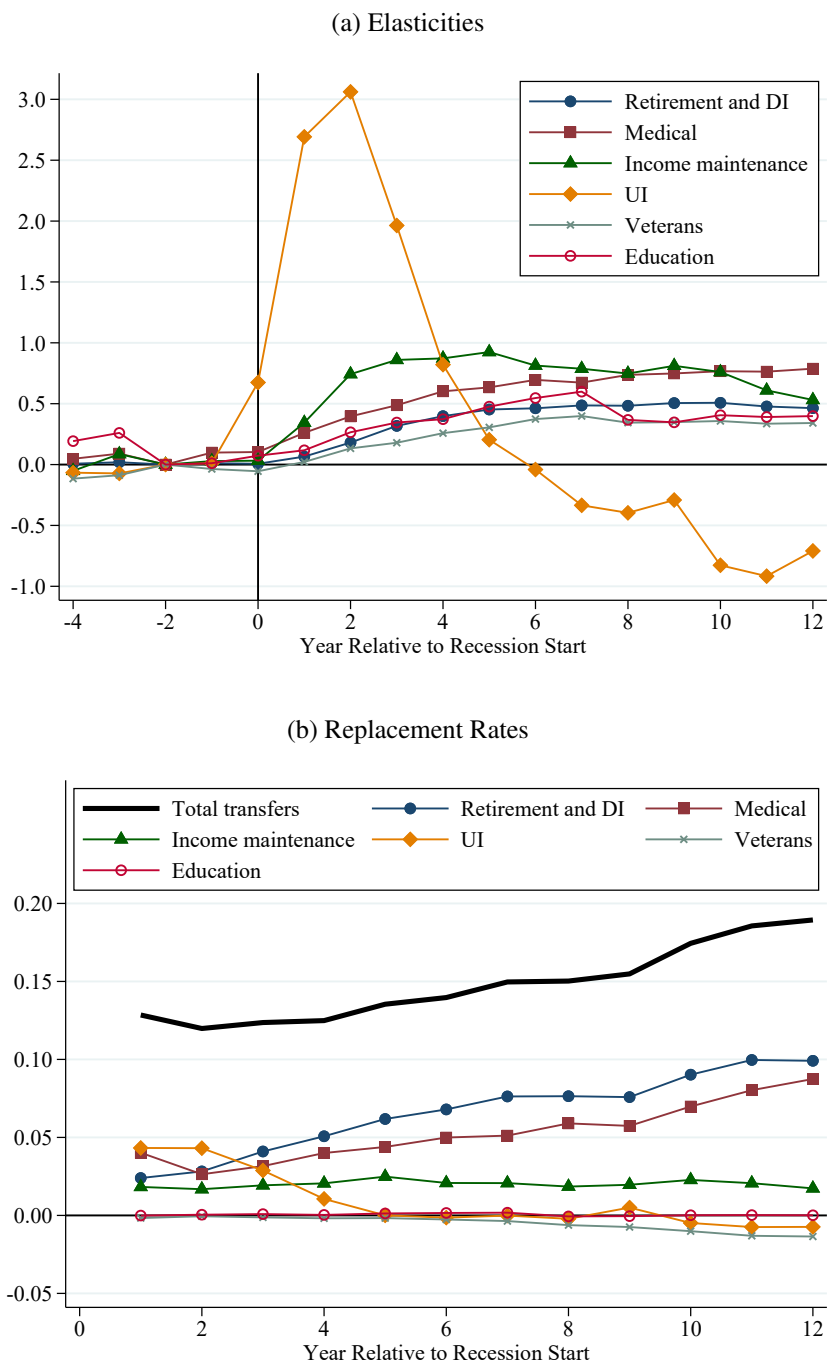 (a) Elasticities
3.0
2.5
2.0
1.5
1.0
0.5
0.0
-0.5
-1.0
Retirement and DI
Medical
Income maintenance
UI
Veterans
Education
-4 -2 0 2 4 6 8 10 12
Year Relative to Recession Start
(b) Replacement Rates
Total transfers Retirement and DI Medical
Income maintenance UI Veterans
Education
0.20
0.15
0.10
0.05
0.00
-0.05
0 2 4 6 8 10 12
Year Relative to Recession Start